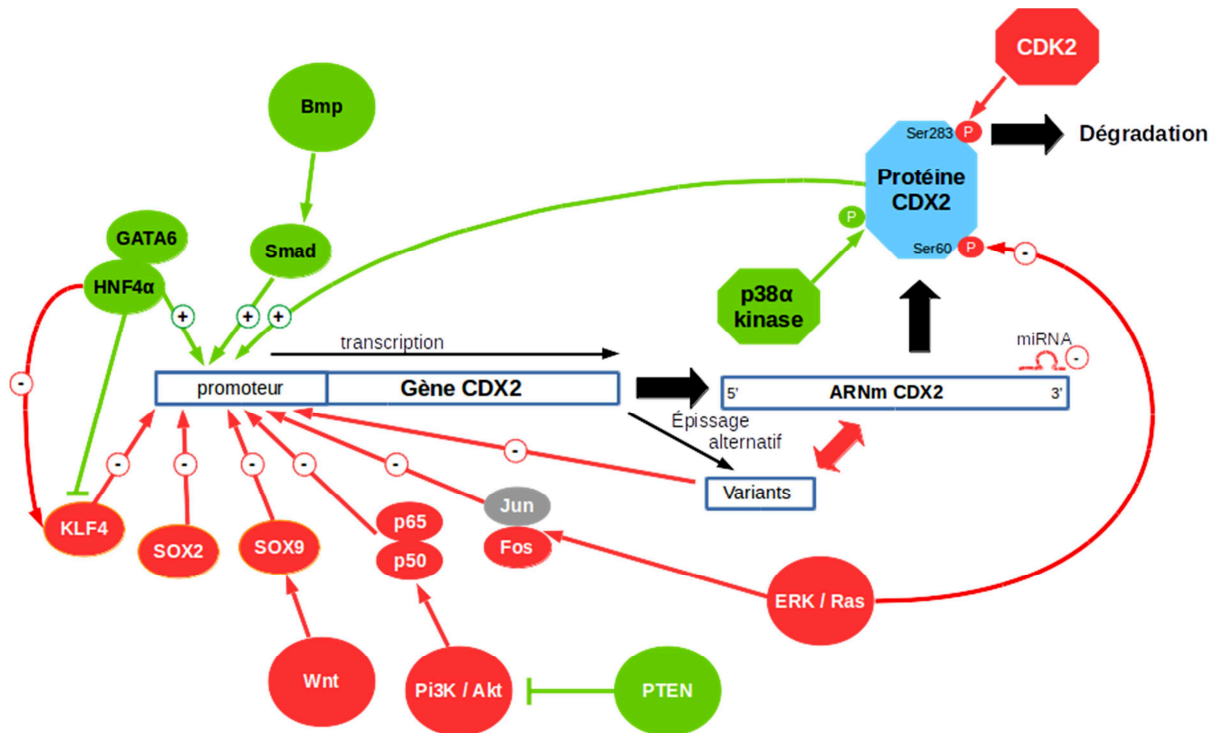 CDK2
Bmp
Ser283
P
Dégradation
Protéine
CDX2
P
GATA6
Smad
Ser60
P
-
HNF4α
p38α
kinase
+
+
+
transcription
miRNA
-
-
promoteur
Gène CDX2
5'
ARNm CDX2
3'
Épissage
alternatif
-
-
-
-
-
-
Variants
KLF4
SOX2
SOX9
p65
p50
Jun
Fos
ERK / Ras
Wnt
Pi3K / Akt
PTEN